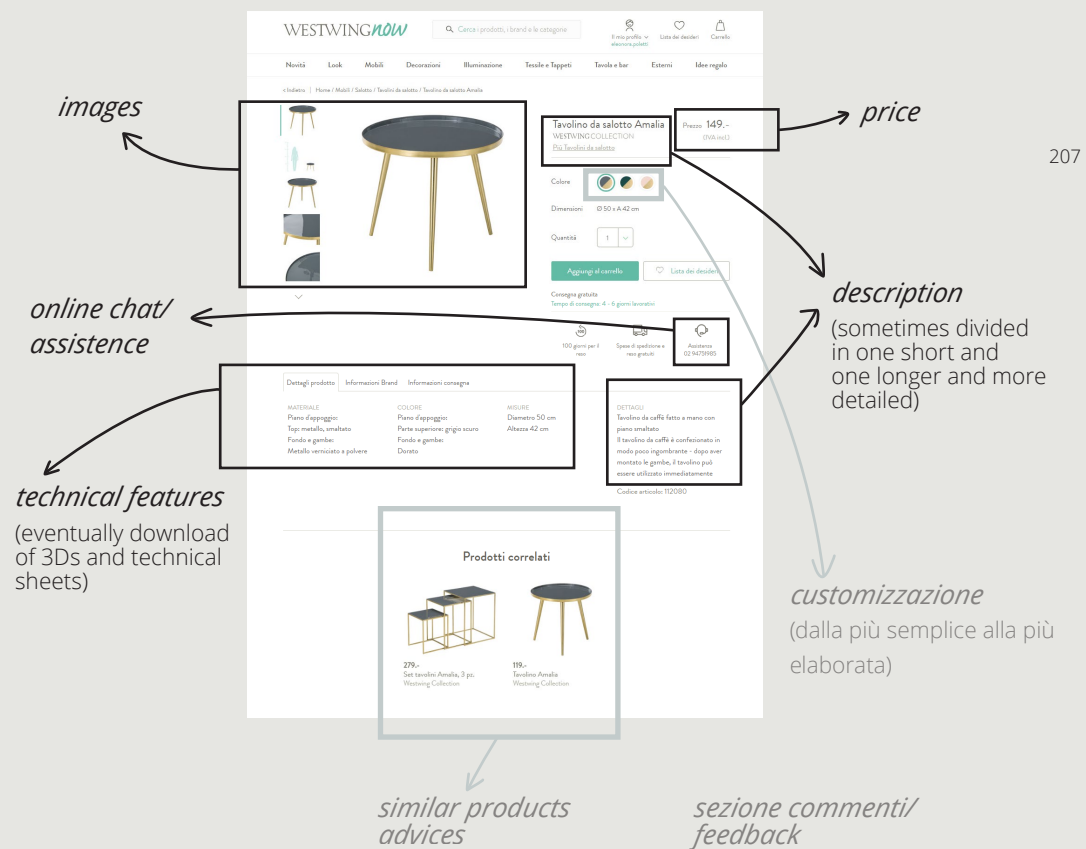 WESTWINGNOW
Cerca i prodotti, i brand e le categorie
Il mio profilo
eleonora.poletti
Lista dei desideri
Carrello
Novità Look Mobili Decorazioni Illuminazione Tessile e Tappeti Tavola e bar Esterni Idee regalo
< Indietro | Home / Mobili / Salotto / Tavolini da salotto / Tavolino da salotto Amalia
images
Tavolino da salotto Amalia
WESTWING COLLECTION
Più Tavolini da salotto
Prezzo 149.-
(IVA incl.)
price
207
Colore
Dimensioni Ø 50 x A 42 cm
Quantità 1
Aggiungi al carrello
Lista dei desideri
Consegna gratuita
Tempo di consegna: 4 - 6 giorni lavorativi
online chat/
assistence
description
(sometimes divided
in one short and
one longer and more
detailed)
100
100 giorni per il
reso
Spese di spedizione e
reso gratuiti
Assistenza
02 94751985
Dettagli prodotto Informazioni Brand Informazioni consegna
MATERIALE
Piano d'appoggio:
Top: metallo, smaltato
Fondo e gambe:
Metallo verniciato a polvere
COLORE
Piano d'appoggio:
Parte superiore: grigio scuro
Fondo e gambe:
Dorato
MISURE
Diametro 50 cm
Altezza 42 cm
DETTAGLI
Tavolino da caffè fatto a mano con
piano smaltato
Il tavolino da caffè è confezionato in
modo poco ingombrante - dopo aver
montato le gambe, il tavolino può
essere utilizzato immediatamente
Codice articolo: 112080
technical features
(eventually download
of 3Ds and technical
sheets)
Prodotti correlati
279.-
Set tavolini Amalia, 3 pz.
Westwing Collection
119.-
Tavolino Amalia
Westwing Collection
customizzazione
(dalla più semplice alla più
elaborata)
similar products
advices
sezione commenti/
feedback